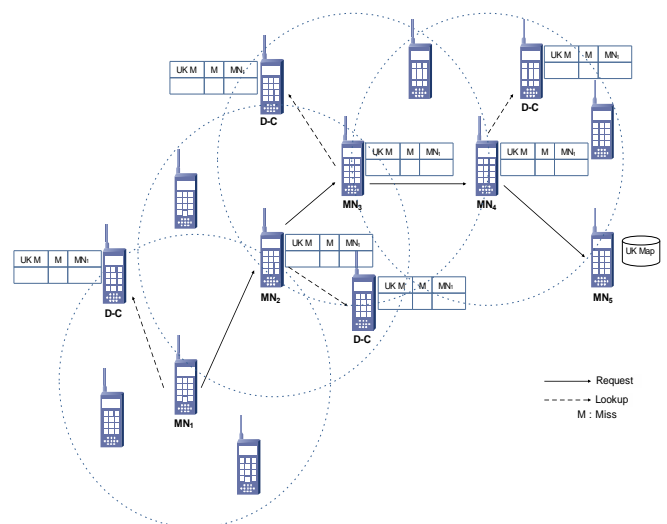 UK M M MN₁
D-C
UK M M MN₁
D-C
UK M M MN₁
MN₃
UK M M MN₁
MN₄
UK M M MN₁
D-C
UK M M MN₁
MN₂
UK Map
MN₅
UK M M MN₁
D-C
MN₁
Request
Lookup
M : Miss